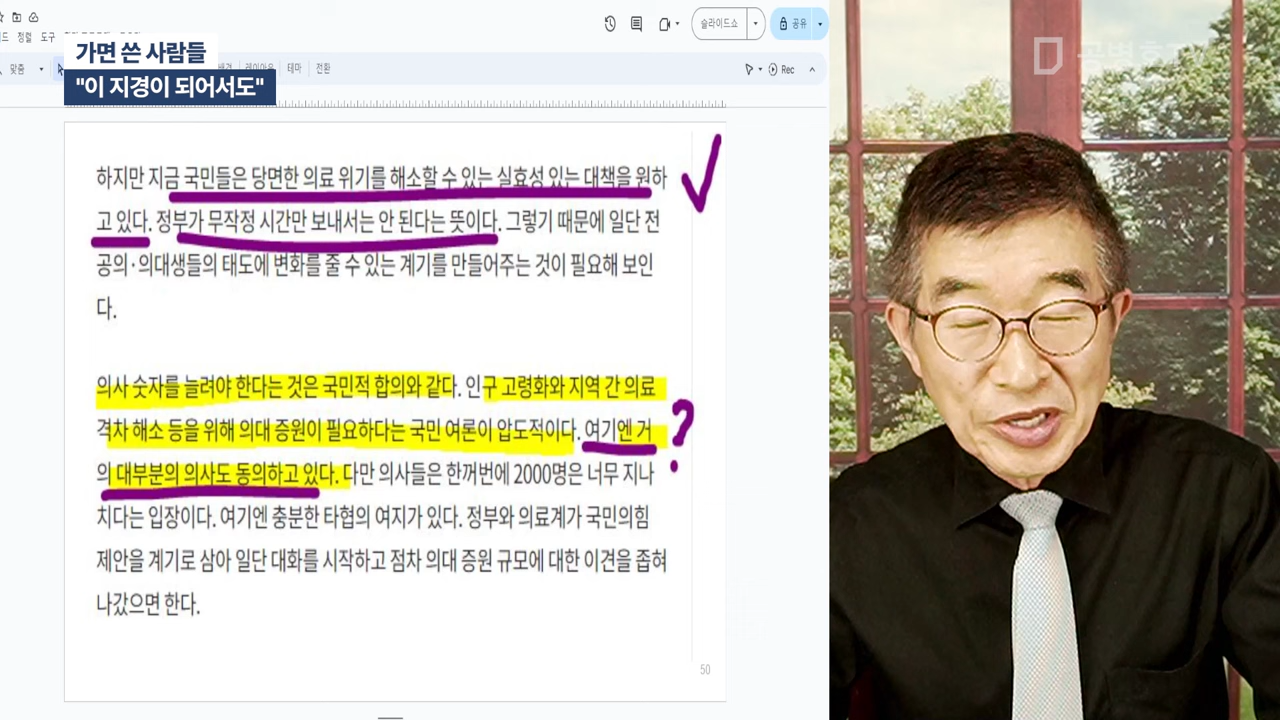 슬라이드쇼
공유
정렬 도구
가면 쓴 사람들
"이 지경이 되어서도"
맞춤
레이아웃
테마
전환
Rec
하지만 지금 국민들은 당면한 의료 위기를 해소할 수 있는 실효성 있는 대책을 원하
고 있다. 정부가 무작정 시간만 보내서는 안 된다는 뜻이다. 그렇기 때문에 일단 전
공의·의대생들의 태도에 변화를 줄 수 있는 계기를 만들어주는 것이 필요해 보인
다.
의사 숫자를 늘려야 한다는 것은 국민적 합의와 같다. 인구 고령화와 지역 간 의료
격차 해소 등을 위해 의대 증원이 필요하다는 국민 여론이 압도적이다. 여기엔 거
의 대부분의 의사도 동의하고 있다. 다만 의사들은 한꺼번에 2000명은 너무 지나
치다는 입장이다. 여기엔 충분한 타협의 여지가 있다. 정부와 의료계가 국민의힘
제안을 계기로 삼아 일단 대화를 시작하고 점차 의대 증원 규모에 대한 이견을 좁혀
나갔으면 한다.
?
50